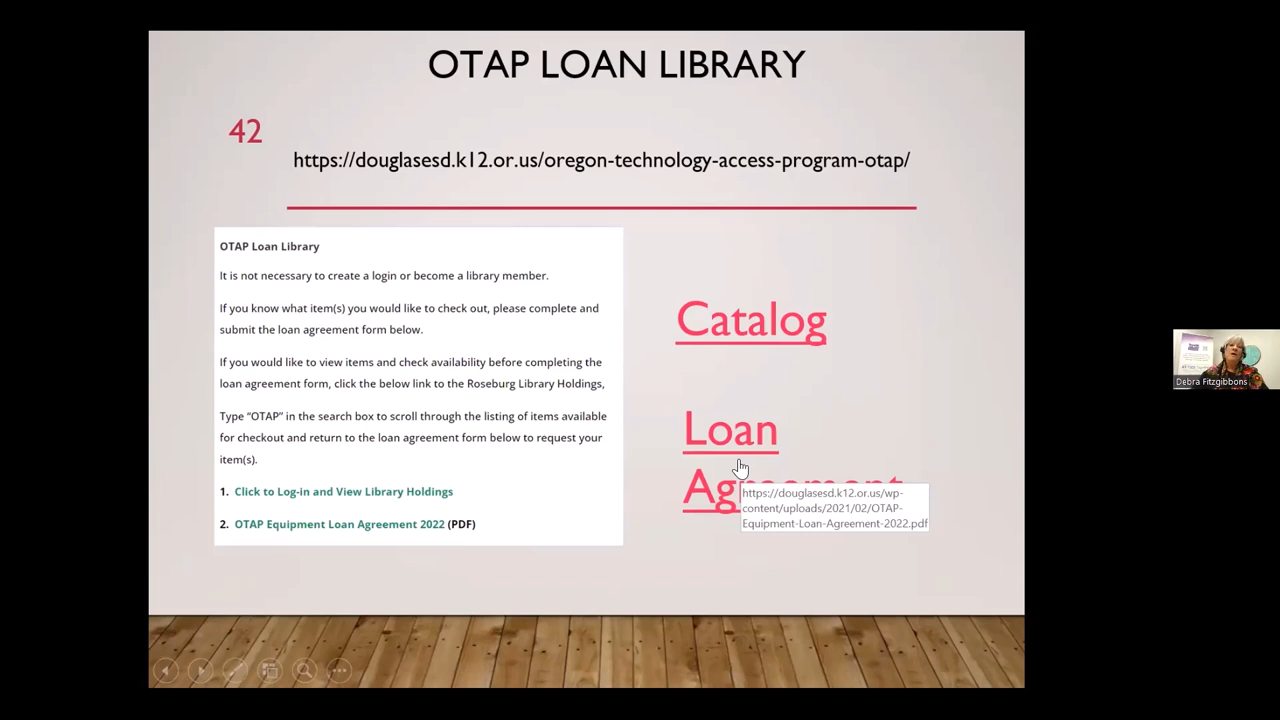 OTAP LOAN LIBRARY
42
https://douglasesd.k12.or.us/oregon-technology-access-program-otap/
OTAP Loan Library
It is not necessary to create a login or become a library member.
If you know what item(s) you would like to check out, please complete and
submit the loan agreement form below.
If you would like to view items and check availability before completing the
loan agreement form, click the below link to the Roseburg Library Holdings,
Type “OTAP” in the search box to scroll through the listing of items available
for checkout and return to the loan agreement form below to request your
item(s).
1. Click to Log-in and View Library Holdings
2. OTAP Equipment Loan Agreement 2022 (PDF)
Catalog
Loan
Agreement
https://douglasesd.k12.or.us/wp-
content/uploads/2021/02/OTAP-
Equipment-Loan-Agreement-2022.pdf
Debra Fitzgibbons